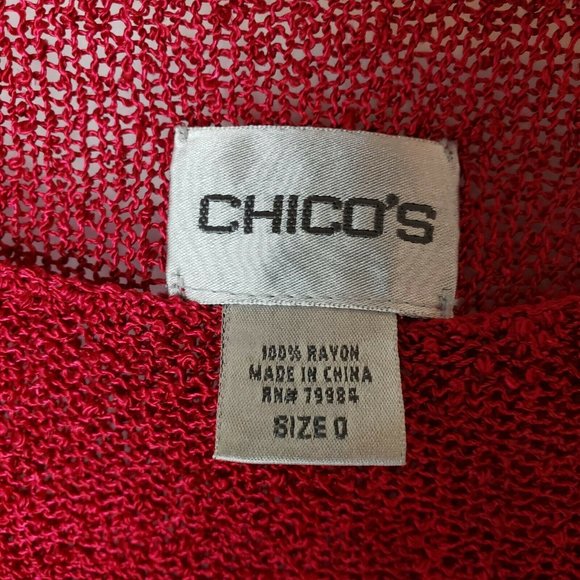 CHICO'S
100% RAYON
MADE IN CHINA
RN# 79984
SIZE 0